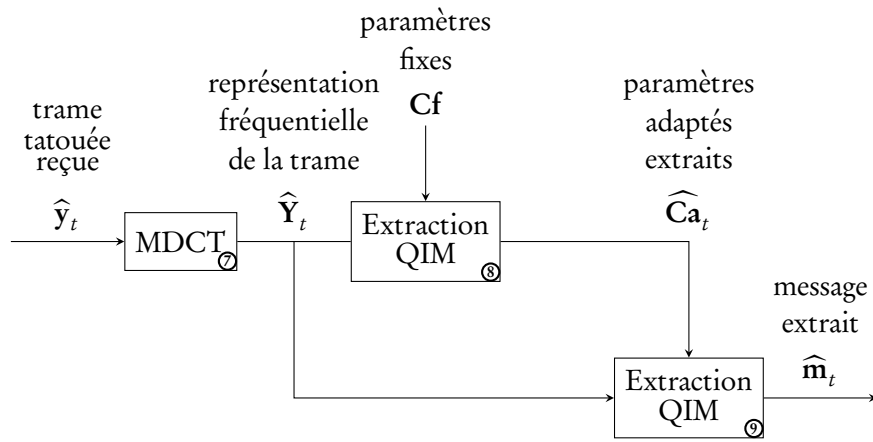 trame
tatouée
reçue
ŷ_t
MDCT
⑦
représentation
fréquentielle
de la trame
Ŷ_t
paramètres
fixes
Cf
Extraction
QIM
⑧
paramètres
adaptés
extraits
Ĉa_t
Extraction
QIM
⑨
message
extrait
m̂_t